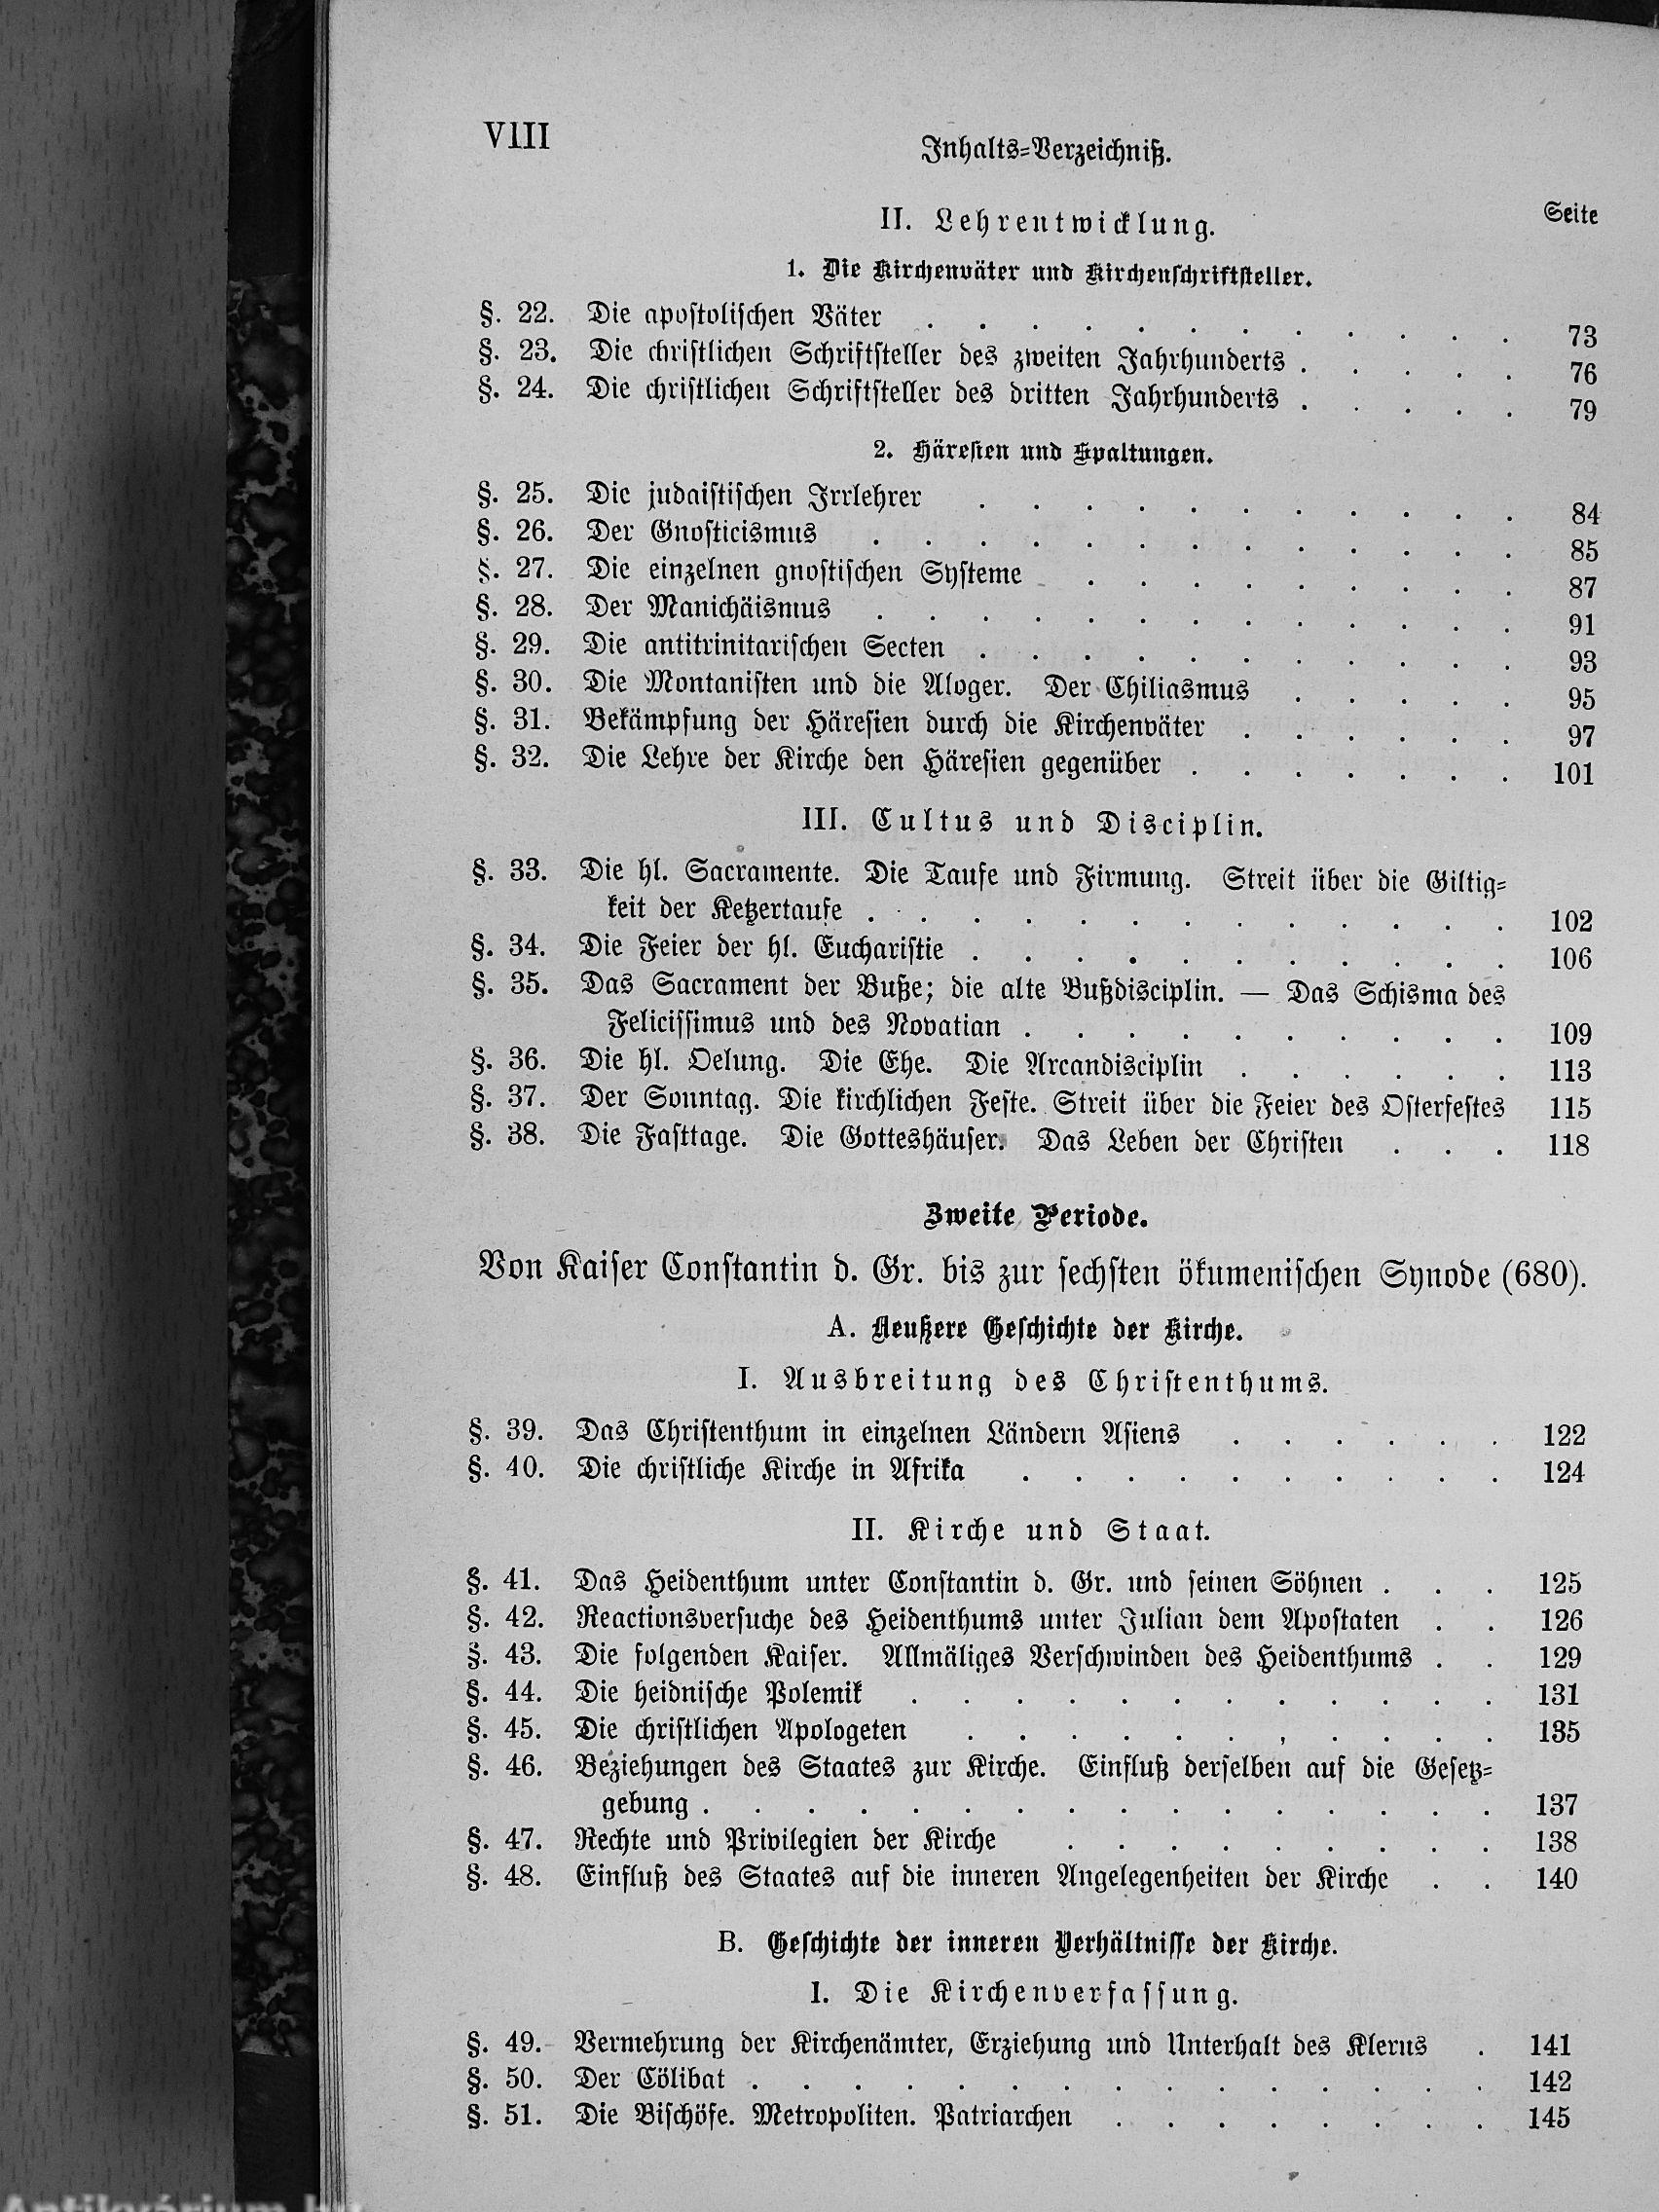 VIII
Inhalts-Verzeichniß.
Seite
II. Lehrentwicklung.
1. Die Kirchenväter und Kirchenschriftsteller.
§. 22. Die apostolischen Väter . . . . . . . . . . . . 73
§. 23. Die christlichen Schriftsteller des zweiten Jahrhunderts . . . . . 76
§. 24. Die christlichen Schriftsteller des dritten Jahrhunderts . . . . . 79
2. Häresien und Spaltungen.
§. 25. Die judaistischen Irrlehrer . . . . . . . . . . . 84
§. 26. Der Gnosticismus . . . . . . . . . . . . . 85
§. 27. Die einzelnen gnostischen Systeme . . . . . . . . . 87
§. 28. Der Manichäismus . . . . . . . . . . . . . 91
§. 29. Die antitrinitarischen Secten . . . . . . . . . . . 93
§. 30. Die Montanisten und die Aloger. Der Chiliasmus . . . . . 95
§. 31. Bekämpfung der Häresien durch die Kirchenväter . . . . . . 97
§. 32. Die Lehre der Kirche den Häresien gegenüber . . . . . . . 101
III. Cultus und Disciplin.
§. 33. Die hl. Sacramente. Die Taufe und Firmung. Streit über die Giltig-
keit der Ketzertaufe . . . . . . . . . . . . . 102
§. 34. Die Feier der hl. Eucharistie . . . . . . . . . . . 106
§. 35. Das Sacrament der Buße; die alte Bußdisciplin. — Das Schisma des
Felicissimus und des Novatian . . . . . . . . . . 109
§. 36. Die hl. Oelung. Die Ehe. Die Arcandisciplin . . . . . . 113
§. 37. Der Sonntag. Die kirchlichen Feste. Streit über die Feier des Osterfestes 115
§. 38. Die Fasttage. Die Gotteshäuser. Das Leben der Christen . . . 118
Zweite Periode.
Von Kaiser Constantin d. Gr. bis zur sechsten ökumenischen Synode (680).
A. Aeußere Geschichte der Kirche.
I. Ausbreitung des Christenthums.
§. 39. Das Christenthum in einzelnen Ländern Asiens . . . . . . 122
§. 40. Die christliche Kirche in Afrika . . . . . . . . . . 124
II. Kirche und Staat.
§. 41. Das Heidenthum unter Constantin d. Gr. und seinen Söhnen . . . 125
§. 42. Reactionsversuche des Heidenthums unter Julian dem Apostaten . . 126
§. 43. Die folgenden Kaiser. Allmäliges Verschwinden des Heidenthums . . 129
§. 44. Die heidnische Polemik . . . . . . . . . . . . 131
§. 45. Die christlichen Apologeten . . . . . . . . . . . 135
§. 46. Beziehungen des Staates zur Kirche. Einfluß derselben auf die Gesetz-
gebung . . . . . . . . . . . . . . . . 137
§. 47. Rechte und Privilegien der Kirche . . . . . . . . . 138
§. 48. Einfluß des Staates auf die inneren Angelegenheiten der Kirche . . 140
B. Geschichte der inneren Verhältnisse der Kirche.
I. Die Kirchenverfassung.
§. 49. Vermehrung der Kirchenämter, Erziehung und Unterhalt des Klerus . 141
§. 50. Der Cölibat . . . . . . . . . . . . . . . 142
§. 51. Die Bischöfe. Metropoliten. Patriarchen . . . . . . . . 145